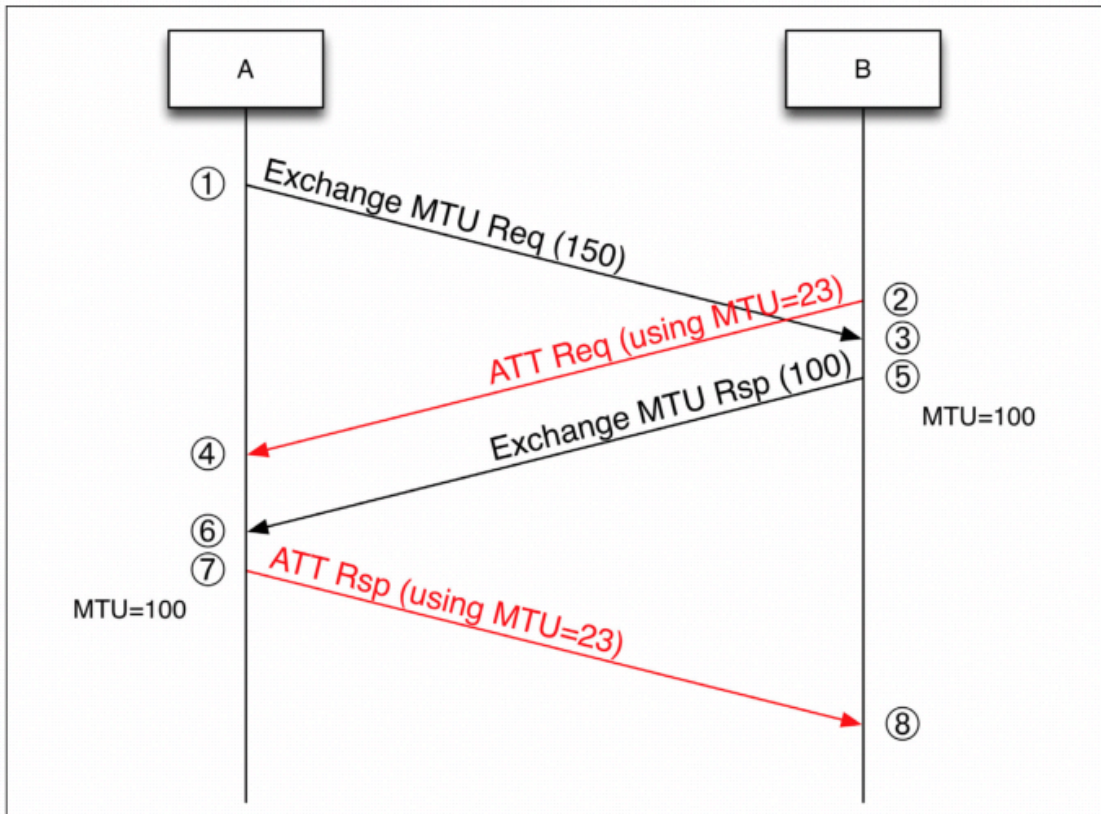 A
B
①
Exchange MTU Req (150)
②
ATT Req (using MTU=23)
③
⑤
Exchange MTU Rsp (100)
MTU=100
④
⑥
⑦
ATT Rsp (using MTU=23)
MTU=100
⑧